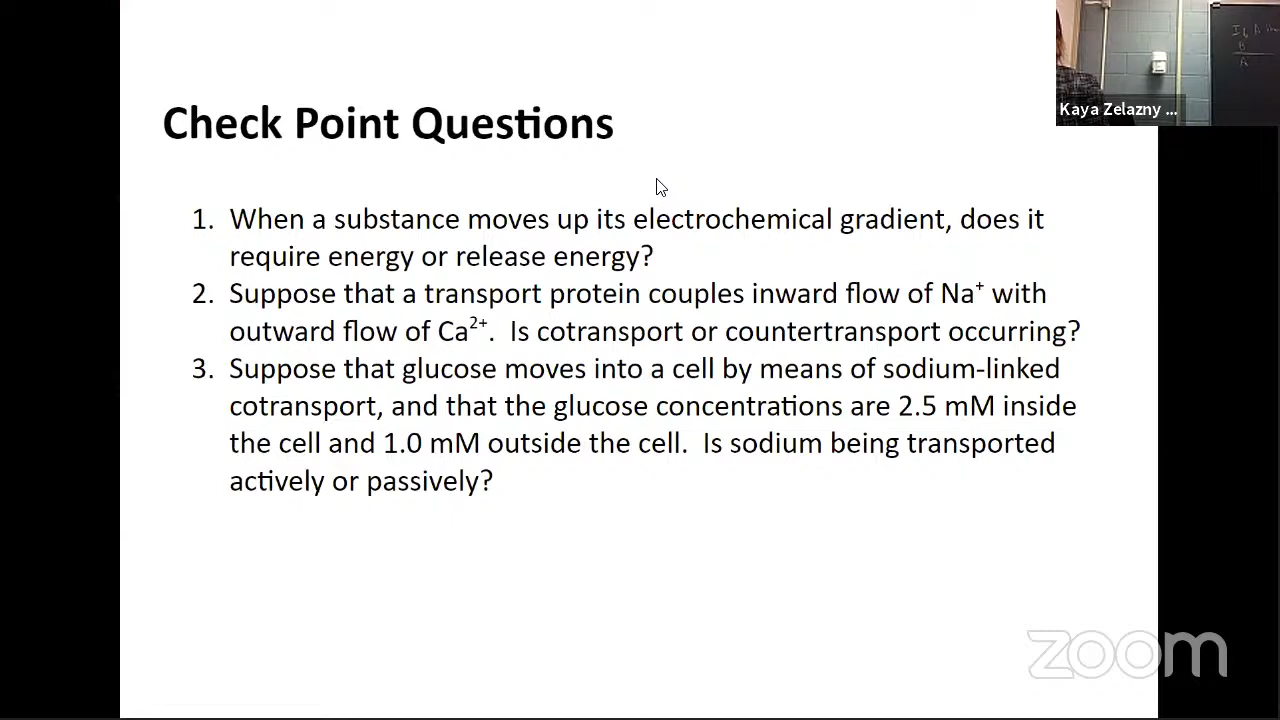 Kaya Zelazny ...
Check Point Questions
1. When a substance moves up its electrochemical gradient, does it
require energy or release energy?
2. Suppose that a transport protein couples inward flow of Na⁺ with
outward flow of Ca²⁺. Is cotransport or countertransport occurring?
3. Suppose that glucose moves into a cell by means of sodium-linked
cotransport, and that the glucose concentrations are 2.5 mM inside
the cell and 1.0 mM outside the cell. Is sodium being transported
actively or passively?
zoom